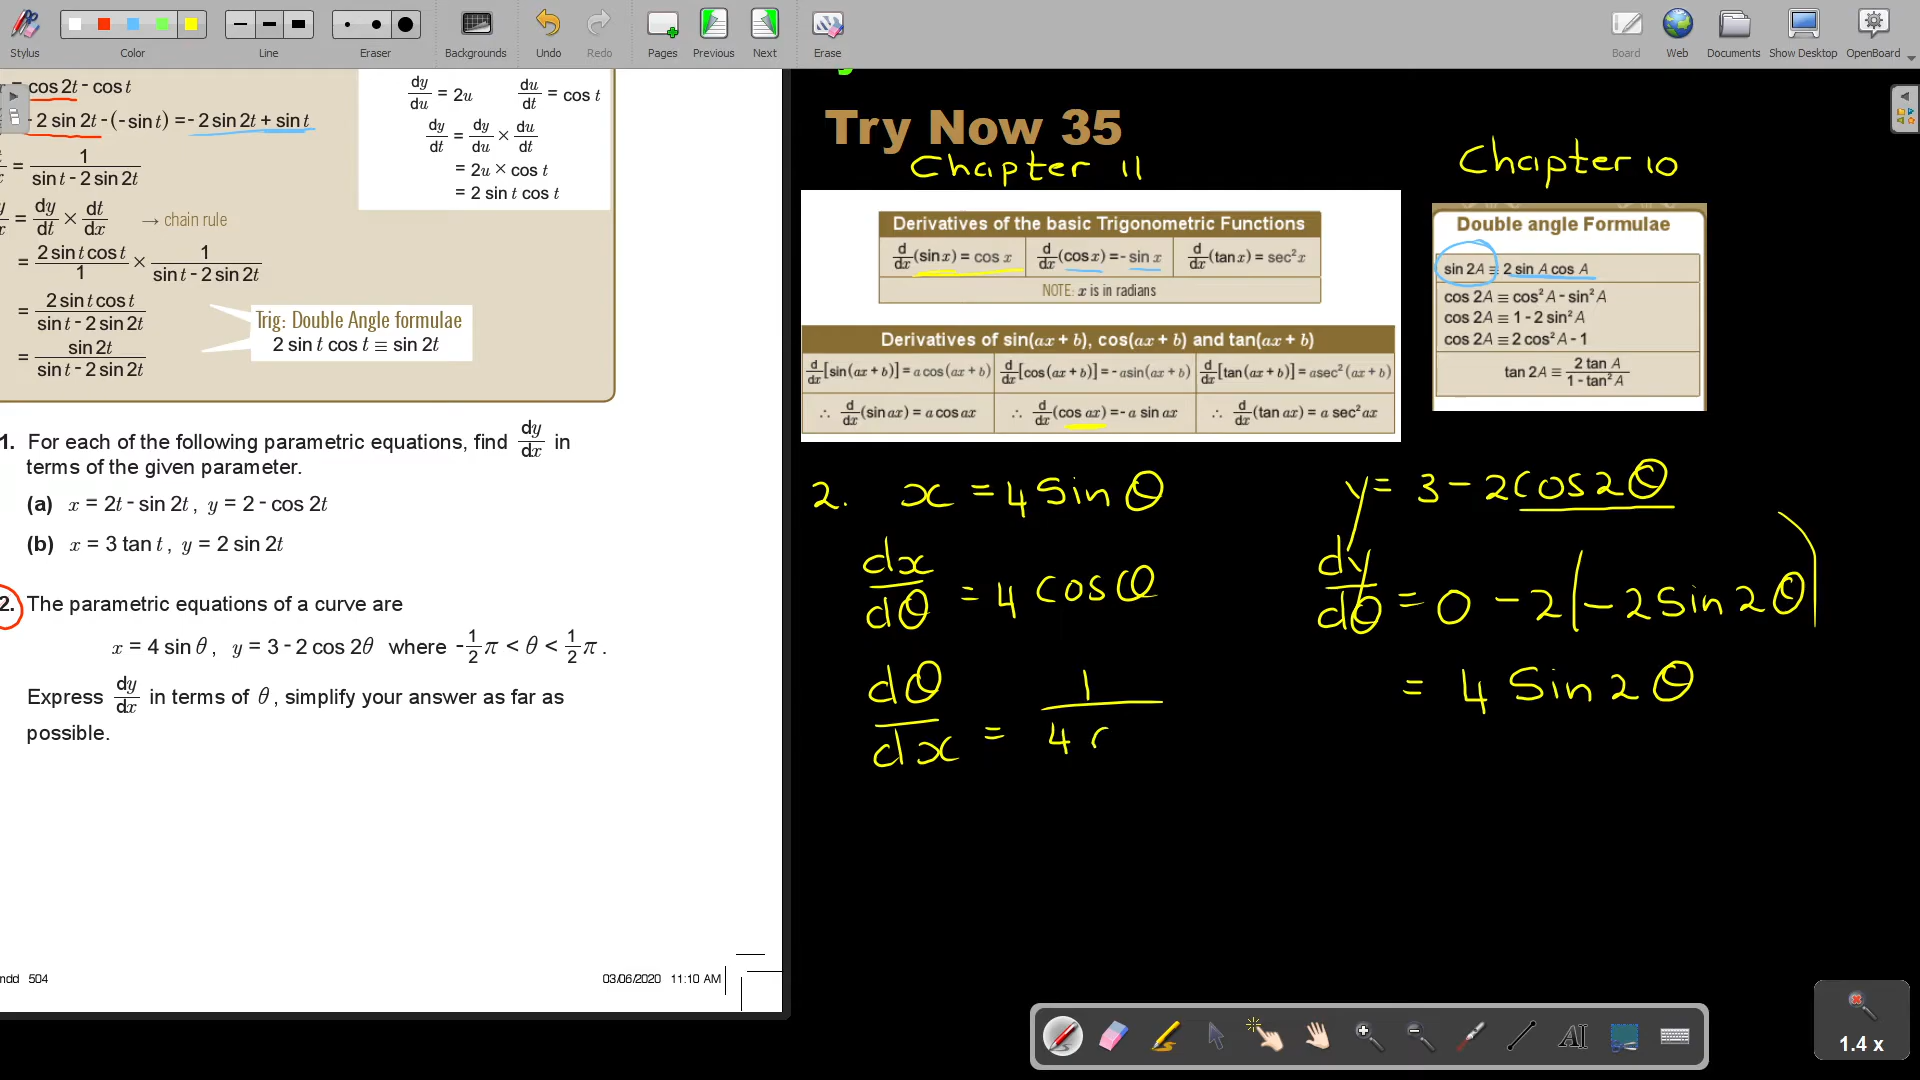 Stylus
Color
Line
Eraser
Backgrounds
Undo
Redo
Pages
Previous
Next
Erase
Board
Web
Documents
Show Desktop
OpenBoard
= cos 2t - cos t
- 2 sin 2t - (- sin t) = - 2 sin 2t + sin t
= 1 / (sin t - 2 sin 2t)
= dy/dt × dt/dx → chain rule
= 2 sin t cos t / 1 × 1 / (sin t - 2 sin 2t)
= 2 sin t cos t / (sin t - 2 sin 2t)
= sin 2t / (sin t - 2 sin 2t)
dy/du = 2u du/dt = cos t
dy/dt = dy/du × du/dt
= 2u × cos t
= 2 sin t cos t
Trig: Double Angle formulae
2 sin t cos t ≡ sin 2t
1. For each of the following parametric equations, find dy/dx in
terms of the given parameter.
(a) x = 2t - sin 2t , y = 2 - cos 2t
(b) x = 3 tan t , y = 2 sin 2t
2. The parametric equations of a curve are
x = 4 sin θ , y = 3 - 2 cos 2θ where -1/2 π < θ < 1/2 π .
Express dy/dx in terms of θ , simplify your answer as far as
possible.
ndd 504
03/06/2020 11:10 AM
Try Now 35
Chapter 11
Chapter 10
Derivatives of the basic Trigonometric Functions
d/dx (sin x) = cos x d/dx (cos x) = - sin x d/dx (tan x) = sec² x
NOTE: x is in radians
Derivatives of sin(ax + b), cos(ax + b) and tan(ax + b)
d/dx [sin(ax + b)] = a cos(ax + b) d/dx [cos(ax + b)] = - a sin(ax + b) d/dx [tan(ax + b)] = a sec² (ax + b)
∴ d/dx (sin ax) = a cos ax ∴ d/dx (cos ax) = - a sin ax ∴ d/dx (tan ax) = a sec² ax
Double angle Formulae
sin 2A ≡ 2 sin A cos A
cos 2A ≡ cos² A - sin² A
cos 2A ≡ 1 - 2 sin² A
cos 2A ≡ 2 cos² A - 1
tan 2A ≡ 2 tan A / (1 - tan² A)
2. x = 4 Sin θ
dx/dθ = 4 cos θ
dθ/dx = 1 / 4
y = 3 - 2 cos 2θ
dy/dθ = 0 - 2 (- 2 Sin 2θ)
= 4 Sin 2θ
1.4 x